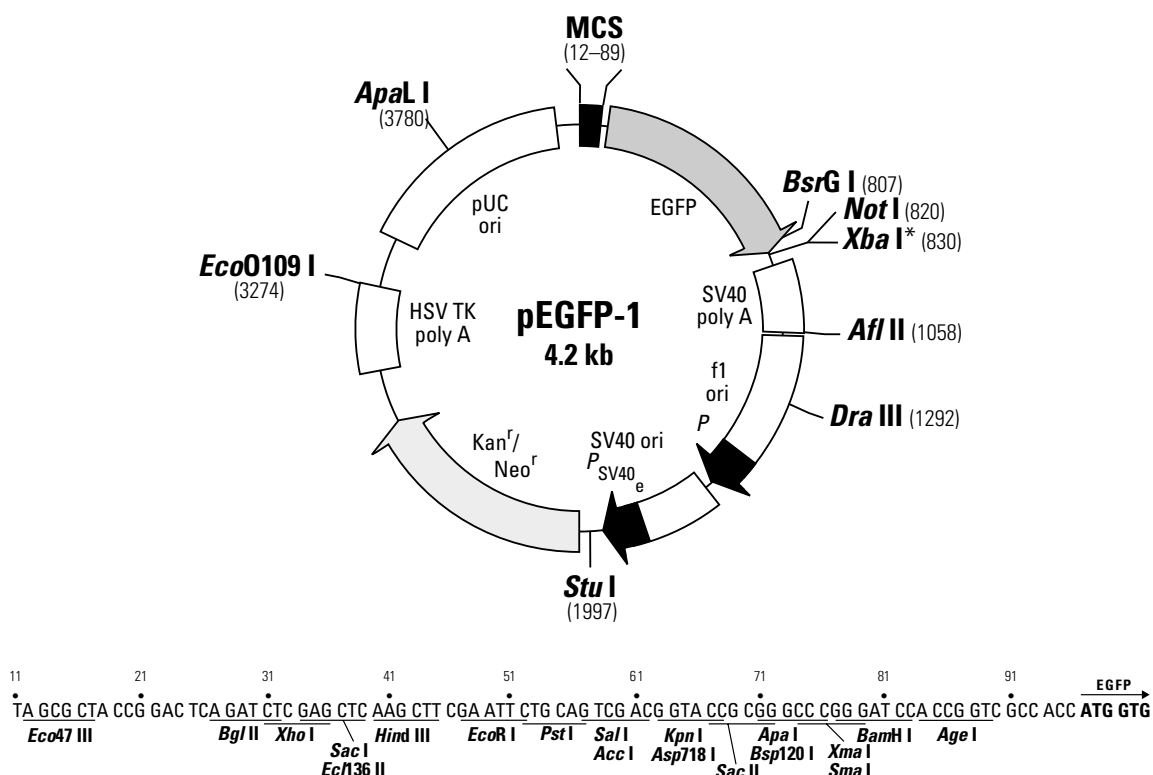 MCS
(12–89)
ApaL I
(3780)
BsrG I (807)
Not I (820)
Xba I* (830)
pUC
ori
EGFP
EcoO109 I
(3274)
HSV TK
poly A
pEGFP-1
4.2 kb
SV40
poly A
Afl II (1058)
f1
ori
P
Dra III (1292)
Kanr/
Neor
SV40 ori
PSV40e
Stu I
(1997)
11 21 31 41 51 61 71 81 91 EGFP
TA GCG CTA CCG GAC TCA GAT CTC GAG CTC AAG CTT CGA ATT CTG CAG TCG ACG GTA CCG CGG GCC CGG GAT CCA CCG GTC GCC ACC ATG GTG
Eco47 III Bgl II Xho I Hind III EcoR I Pst I Sal I Kpn I Apa I BamH I Age I
Sac I Acc I Asp718 I Bsp120 I Xma I
Ecl136 II Sac II Sma I